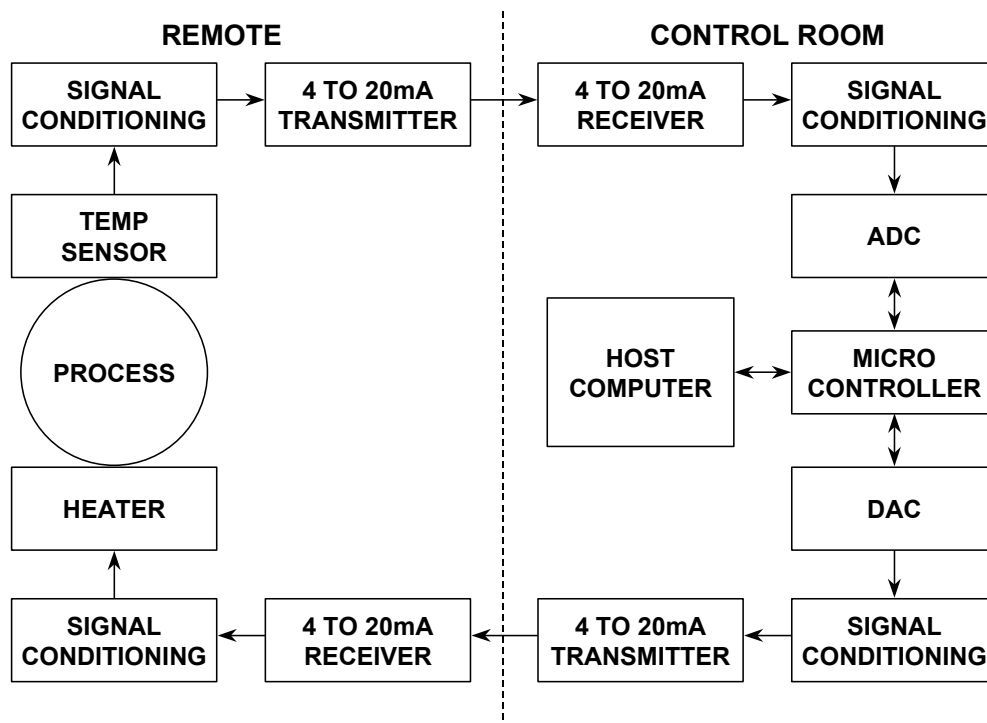 REMOTE
CONTROL ROOM
SIGNAL
CONDITIONING
4 TO 20mA
TRANSMITTER
4 TO 20mA
RECEIVER
SIGNAL
CONDITIONING
TEMP
SENSOR
ADC
PROCESS
HOST
COMPUTER
MICRO
CONTROLLER
HEATER
DAC
SIGNAL
CONDITIONING
4 TO 20mA
RECEIVER
4 TO 20mA
TRANSMITTER
SIGNAL
CONDITIONING